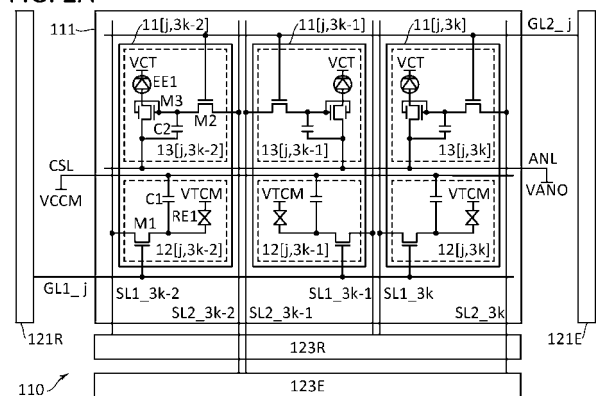 FIG. 2A
111
11[j,3k-2]
11[j,3k-1]
11[j,3k]
GL2_j
VCT
VCT
VCT
EE1
M3
M2
C2
13[j,3k-2]
13[j,3k-1]
13[j,3k]
CSL
ANL
VCCM
VANO
C1
VTCM
VTCM
VTCM
RE1
M1
12[j,3k-2]
12[j,3k-1]
12[j,3k]
GL1_j
SL1_3k-2
SL1_3k-1
SL1_3k
SL2_3k-2
SL2_3k-1
SL2_3k
121R
123R
121E
110
123E